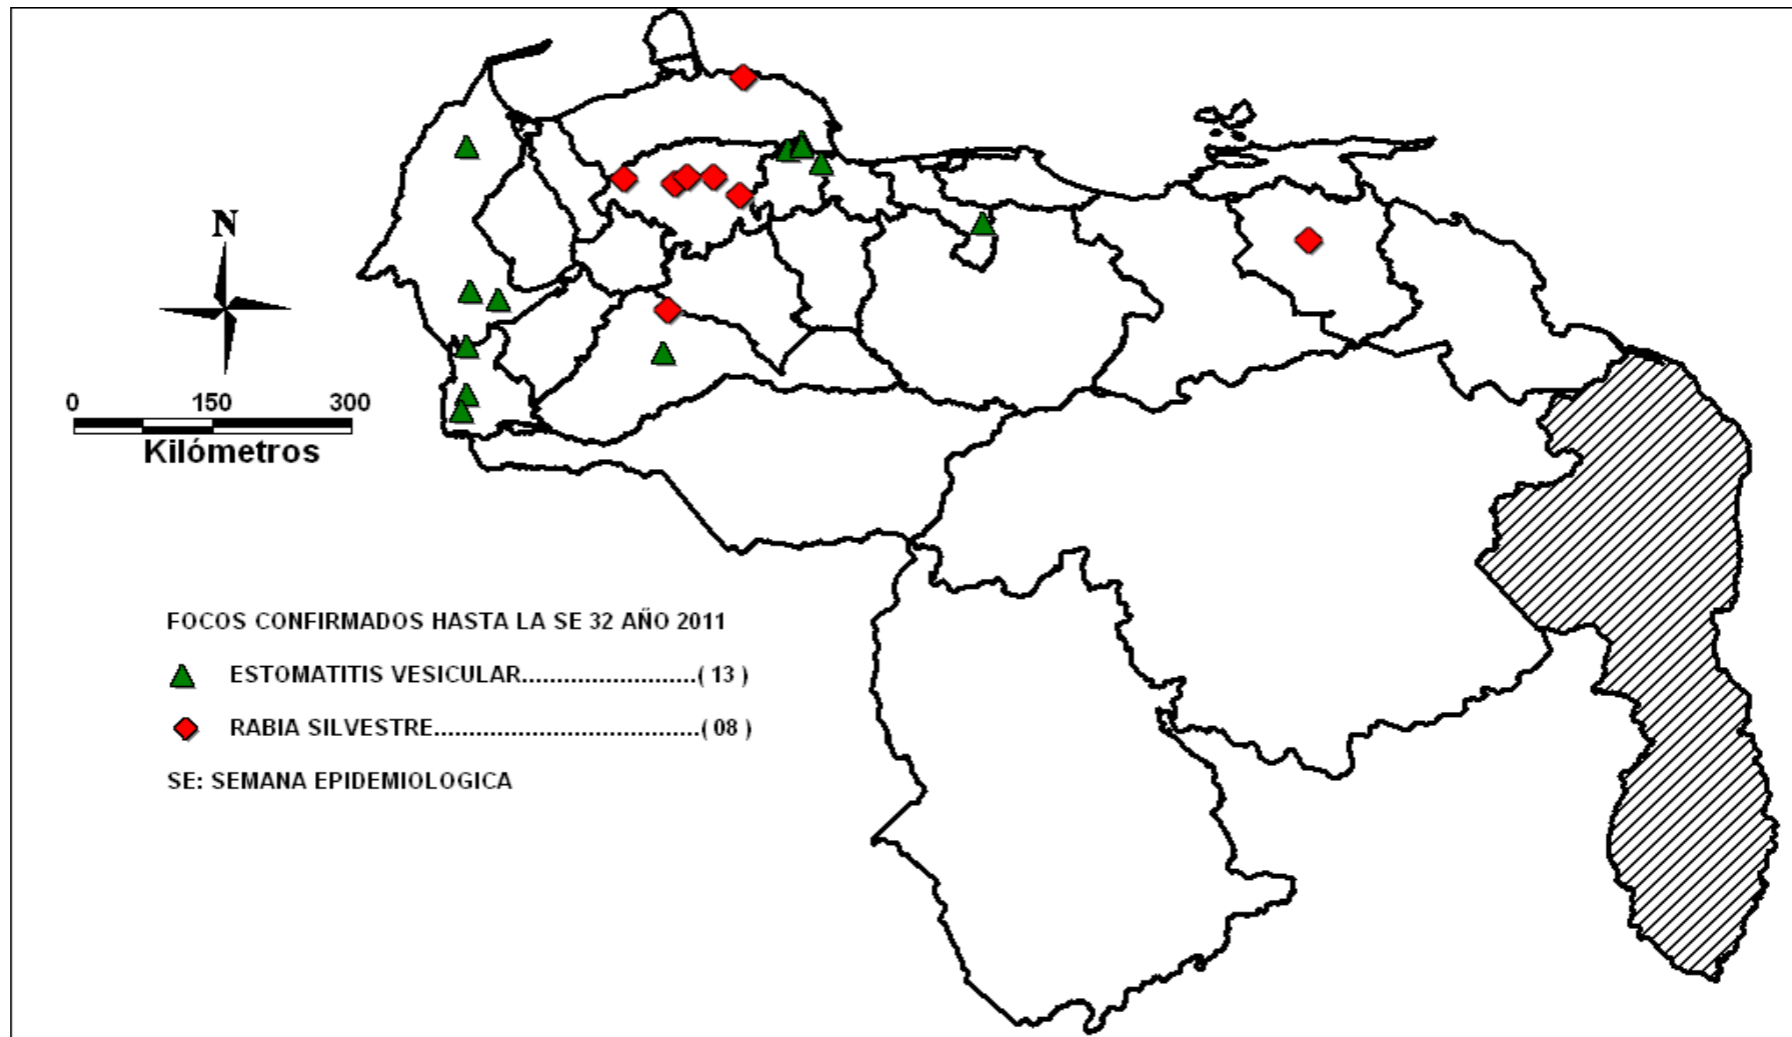 N
0 150 300
Kilómetros
FOCOS CONFIRMADOS HASTA LA SE 32 AÑO 2011
ESTOMATITIS VESICULAR.........................( 13 )
RABIA SILVESTRE......................................( 08 )
SE: SEMANA EPIDEMIOLOGICA